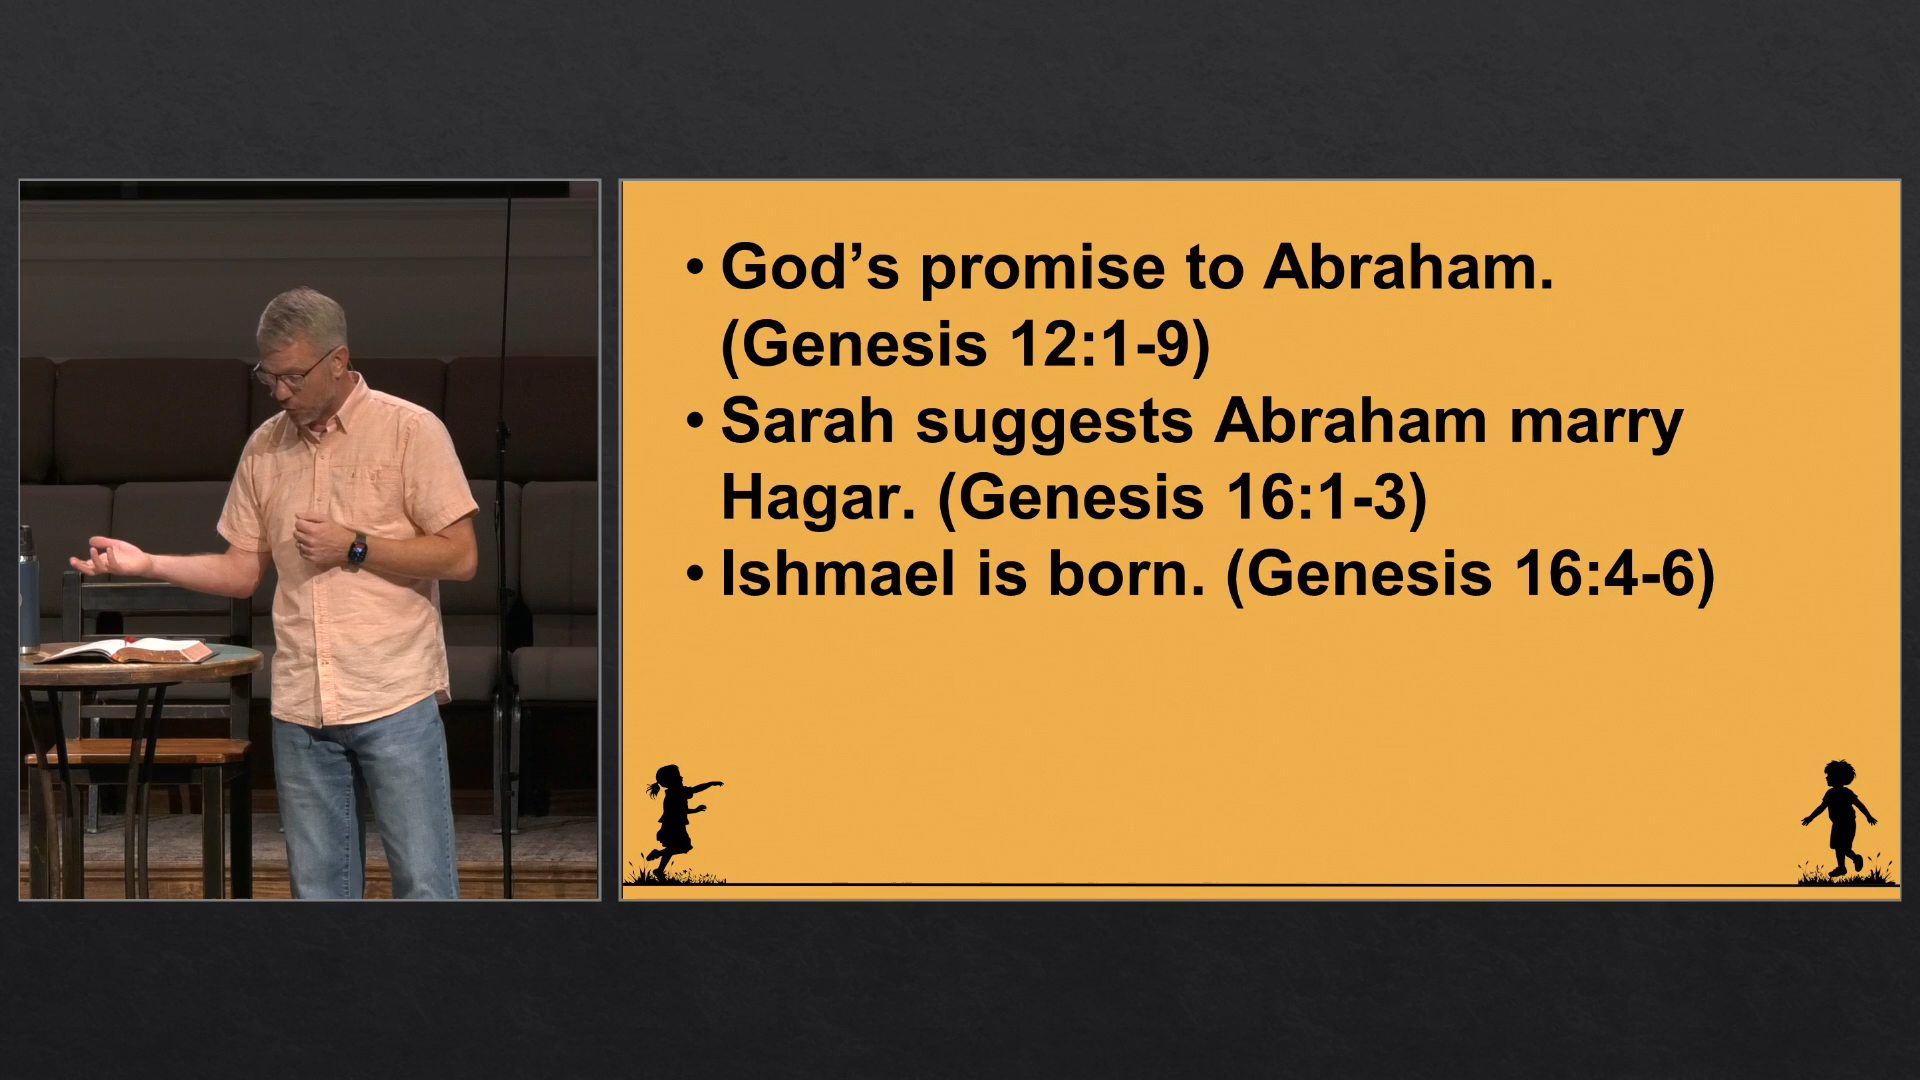 • God’s promise to Abraham.
(Genesis 12:1-9)
• Sarah suggests Abraham marry
Hagar. (Genesis 16:1-3)
• Ishmael is born. (Genesis 16:4-6)